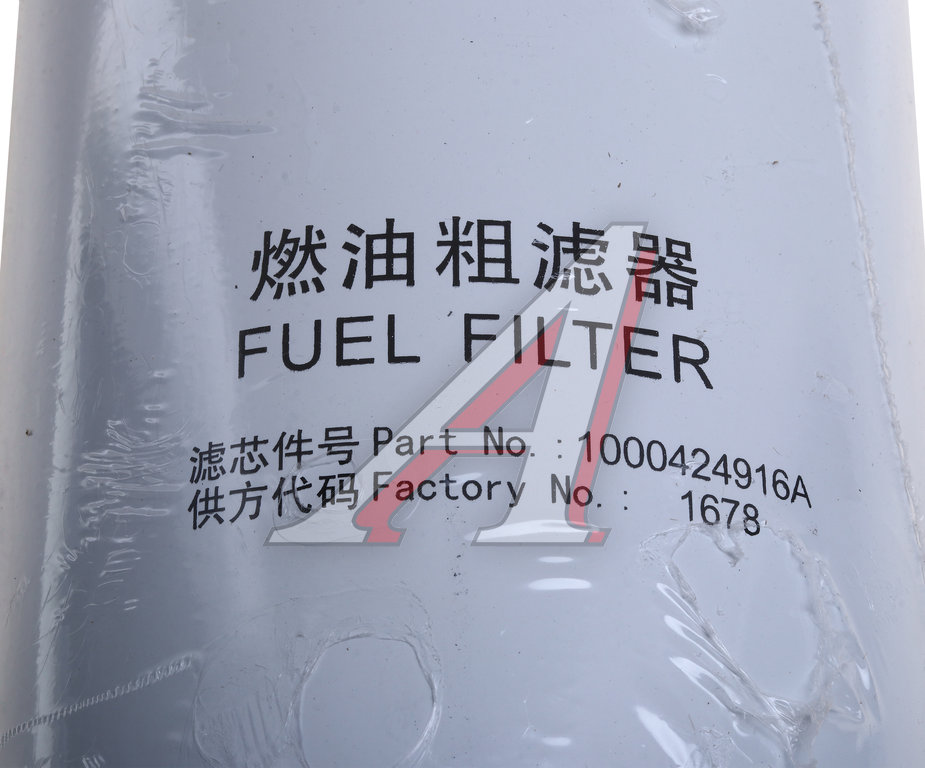 燃油粗滤器
FUEL FILTER
滤芯件号 Part No.:1000424916A
供方代码 Factory No.: 1678